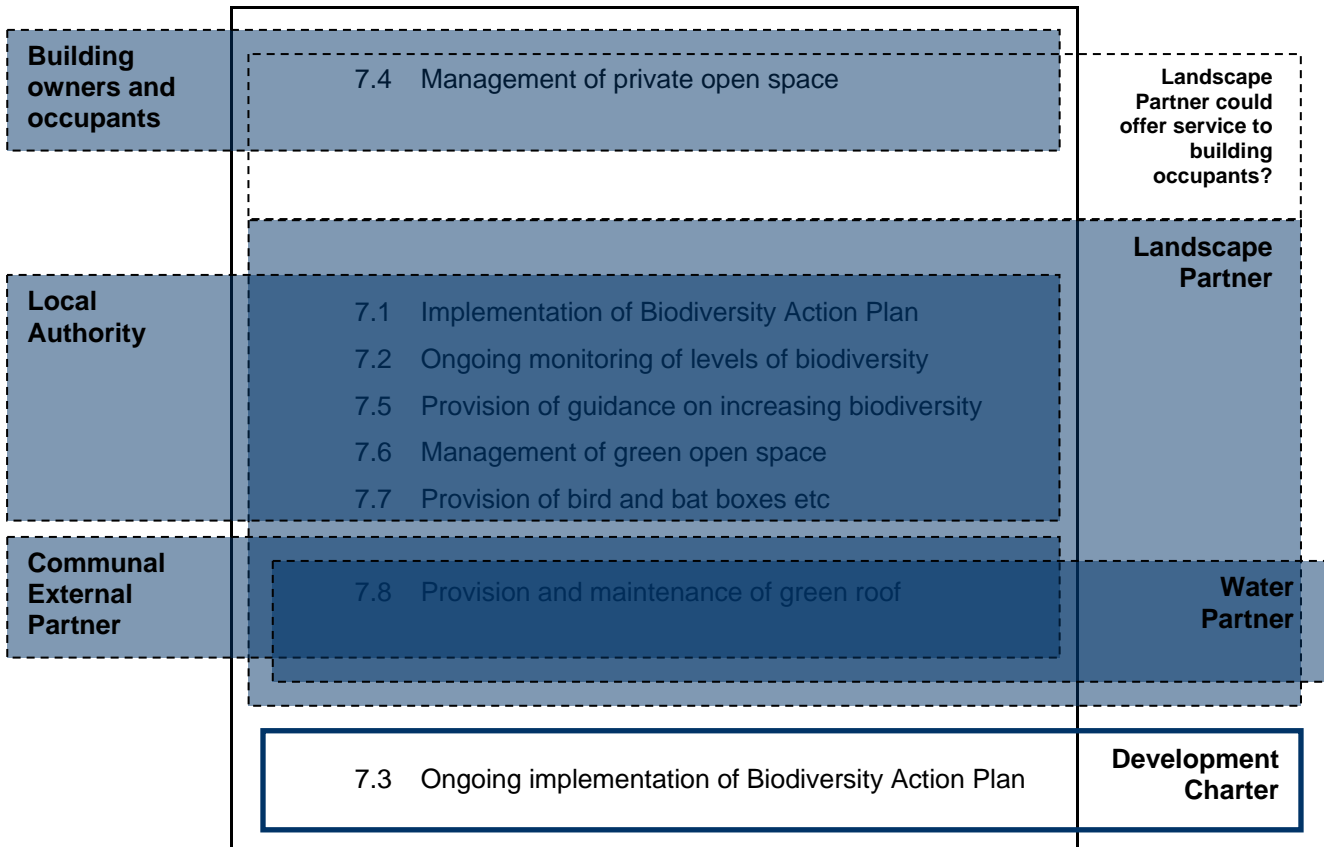 Building
owners and
occupants
7.4 Management of private open space
Landscape
Partner could
offer service to
building
occupants?
Landscape
Partner
Local
Authority
7.1 Implementation of Biodiversity Action Plan
7.2 Ongoing monitoring of levels of biodiversity
7.5 Provision of guidance on increasing biodiversity
7.6 Management of green open space
7.7 Provision of bird and bat boxes etc
Communal
External
Partner
7.8 Provision and maintenance of green roof
Water
Partner
7.3 Ongoing implementation of Biodiversity Action Plan
Development
Charter